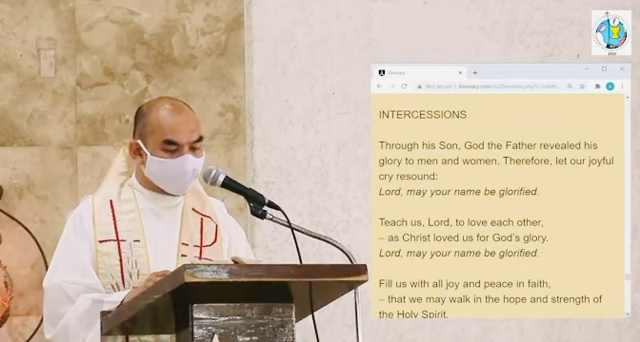 ibreviary
Not secured
INTERCESSIONS
Through his Son, God the Father revealed his
glory to men and women. Therefore, let our joyful
cry resound:
Lord, may your name be glorified.
Teach us, Lord, to love each other,
– as Christ loved us for God's glory.
Lord, may your name be glorified.
Fill us with all joy and peace in faith,
– that we may walk in the hope and strength of
the Holy Spirit.
P